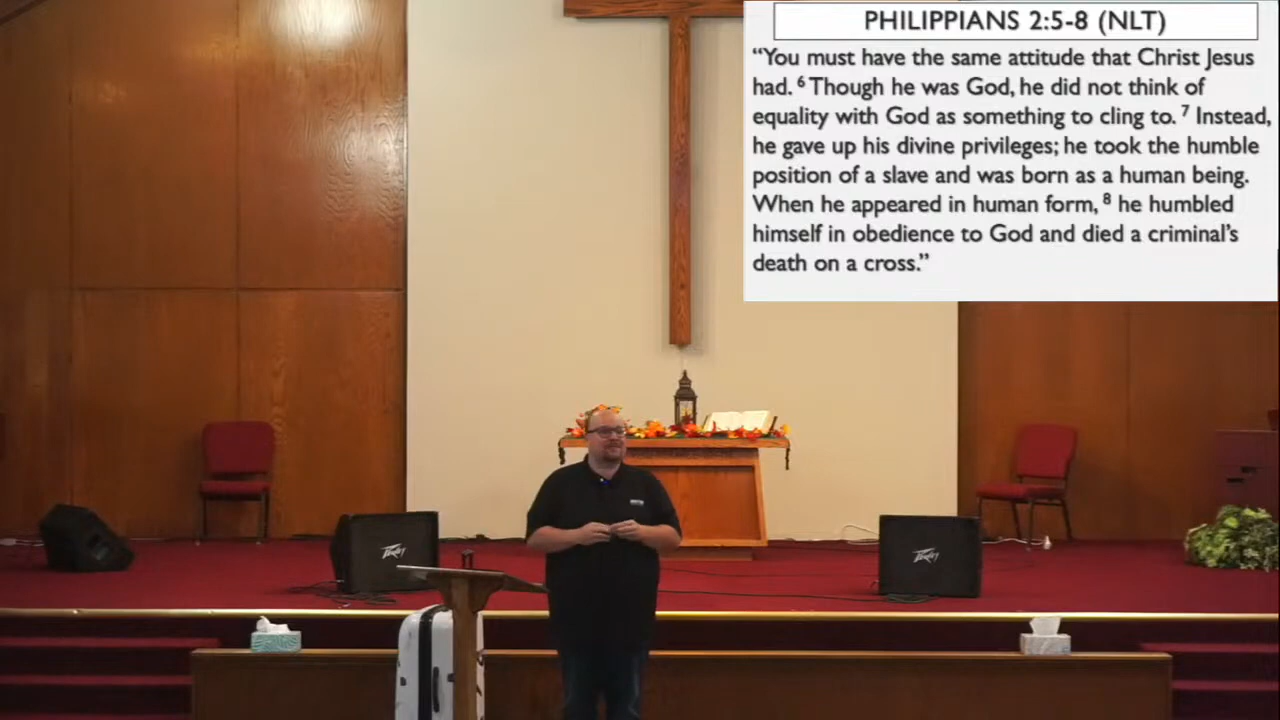 PHILIPPIANS 2:5-8 (NLT)
“You must have the same attitude that Christ Jesus
had. ⁶ Though he was God, he did not think of
equality with God as something to cling to. ⁷ Instead,
he gave up his divine privileges; he took the humble
position of a slave and was born as a human being.
When he appeared in human form, ⁸ he humbled
himself in obedience to God and died a criminal’s
death on a cross.”
Peavey
Peavey